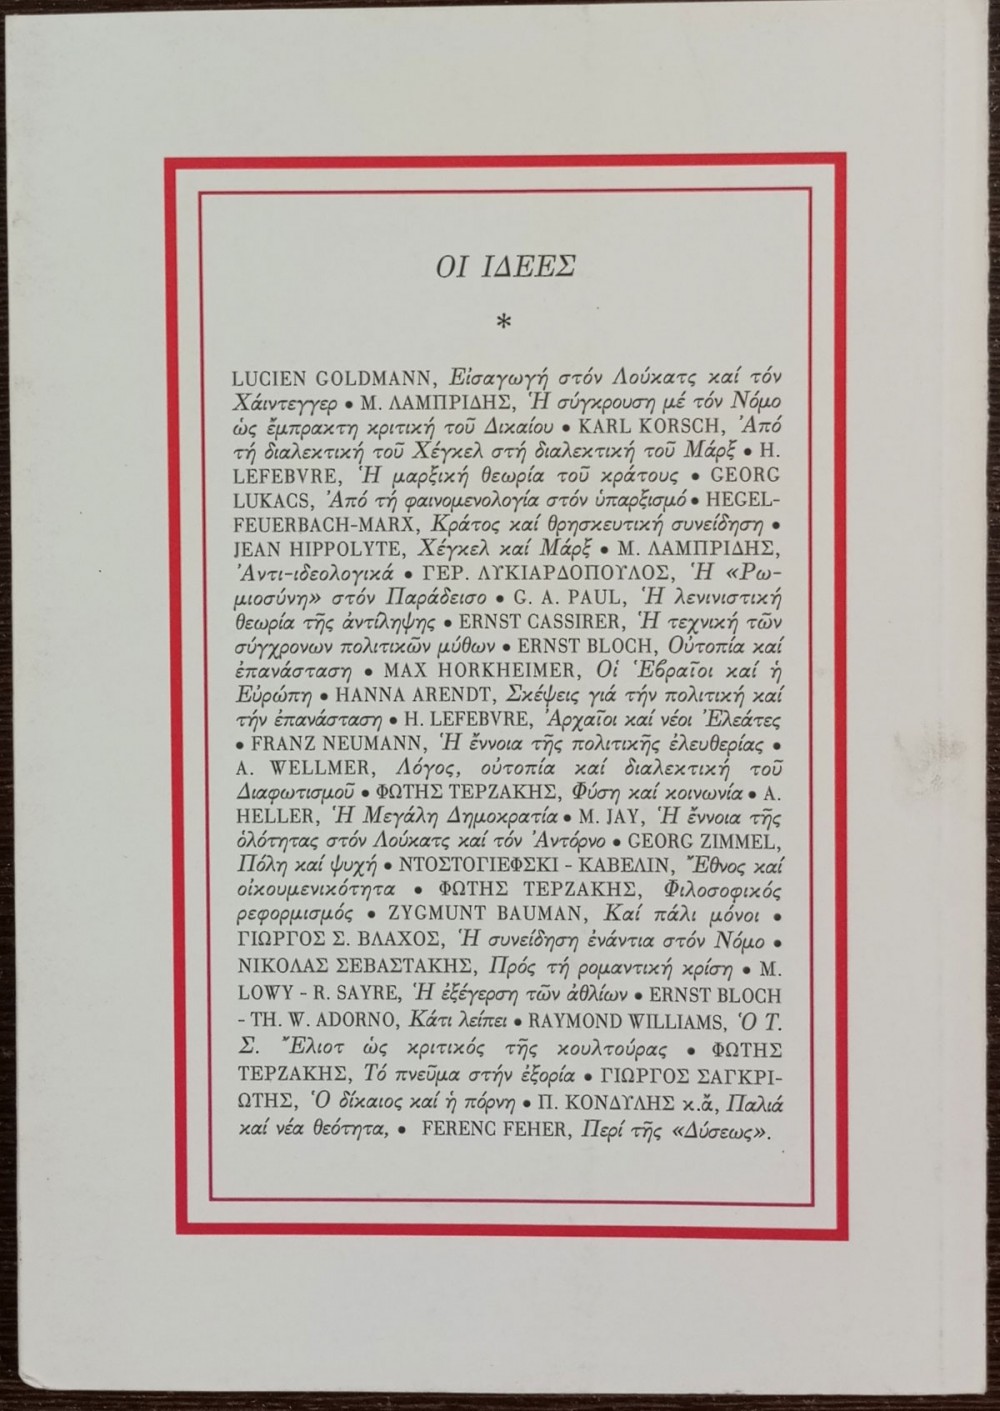 ΟΙ ΙΔΕΕΣ
*
LUCIEN GOLDMANN, Εἰσαγωγή στόν Λούκατς καί τόν
Χάιντεγγερ • Μ. ΛΑΜΠΡΙΔΗΣ, Ἡ σύγκρουση μέ τόν Νόμο
ὡς ἔμπρακτη κριτική τοῦ Δικαίου • KARL KORSCH, Ἀπό
τή διαλεκτική τοῦ Χέγκελ στή διαλεκτική τοῦ Μάρξ • H.
LEFEBVRE, Ἡ μαρξική θεωρία τοῦ κράτους • GEORG
LUKACS, Ἀπό τή φαινομενολογία στόν ὑπαρξισμό • HEGEL-
FEUERBACH-MARX, Κράτος καί θρησκευτική συνείδηση •
JEAN HIPPOLYTE, Χέγκελ καί Μάρξ • Μ. ΛΑΜΠΡΙΔΗΣ,
Ἀντι-ιδεολογικά • ΓΕΡ. ΛΥΚΙΑΡΔΟΠΟΥΛΟΣ, Ἡ «Ρω-
μιοσύνη» στόν Παράδεισο • G. A. PAUL, Ἡ λενινιστική
θεωρία τῆς ἀντίληψης • ERNST CASSIRER, Ἡ τεχνική τῶν
σύγχρονων πολιτικῶν μύθων • ERNST BLOCH, Οὐτοπία καί
ἐπανάσταση • MAX HORKHEIMER, Οἱ Ἑβραῖοι καί ἡ
Εὐρώπη • HANNA ARENDT, Σκέψεις γιά τήν πολιτική καί
τήν ἐπανάσταση • H. LEFEBVRE, Ἀρχαῖοι καί νέοι Ἐλεάτες
• FRANZ NEUMANN, Ἡ ἔννοια τῆς πολιτικῆς ἐλευθερίας •
A. WELLMER, Λόγος, οὐτοπία καί διαλεκτική τοῦ
Διαφωτισμοῦ • ΦΩΤΗΣ ΤΕΡΖΑΚΗΣ, Φύση καί κοινωνία • A.
HELLER, Ἡ Μεγάλη Δημοκρατία • M. JAY, Ἡ ἔννοια τῆς
ὁλότητας στόν Λούκατς καί τόν Ἀντόρνο • GEORG ZIMMEL,
Πόλη καί ψυχή • ΝΤΟΣΤΟΓΙΕΦΣΚΙ - ΚΑΒΕΛΙΝ, Ἔθνος καί
οἰκουμενικότητα • ΦΩΤΗΣ ΤΕΡΖΑΚΗΣ, Φιλοσοφικός
ρεφορμισμός • ZYGMUNT BAUMAN, Καί πάλι μόνοι •
ΓΙΩΡΓΟΣ Σ. ΒΛΑΧΟΣ, Ἡ συνείδηση ἐνάντια στόν Νόμο •
ΝΙΚΟΛΑΣ ΣΕΒΑΣΤΑΚΗΣ, Πρός τή ρομαντική κρίση • M.
LOWY - R. SAYRE, Ἡ ἐξέγερση τῶν ἀθλίων • ERNST BLOCH
- TH. W. ADORNO, Κάτι λείπει • RAYMOND WILLIAMS, Ὁ Τ.
Σ. Ἔλιοτ ὡς κριτικός τῆς κουλτούρας • ΦΩΤΗΣ
ΤΕΡΖΑΚΗΣ, Τό πνεῦμα στήν ἐξορία • ΓΙΩΡΓΟΣ ΣΑΓΚΡΙ-
ΩΤΗΣ, Ὁ δίκαιος καί ἡ πόρνη • Π. ΚΟΝΔΥΛΗΣ κ.ἄ, Παλιά
καί νέα θεότητα, • FERENC FEHER, Περί τῆς «Δύσεως».